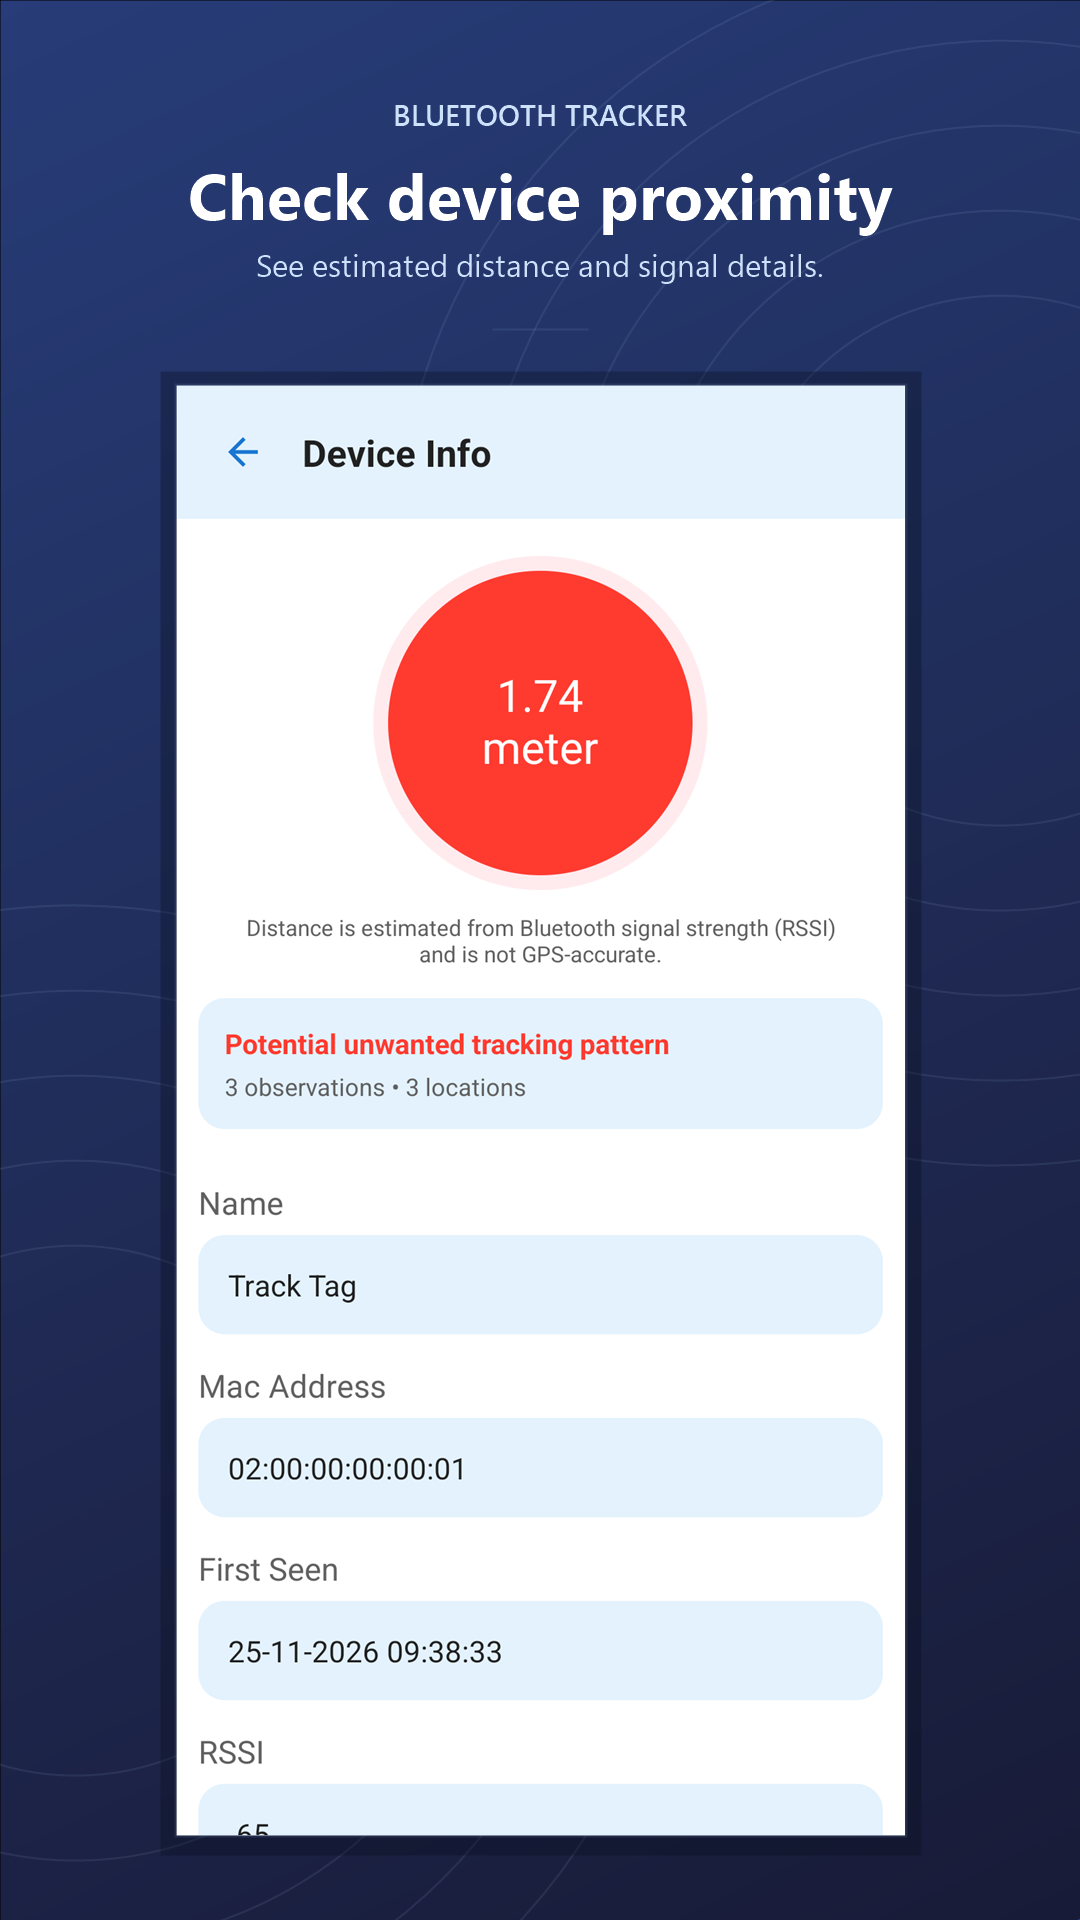 BLUETOOTH TRACKER
Check device proximity
See estimated distance and signal details.
Device Info
1.74
meter
Distance is estimated from Bluetooth signal strength (RSSI)
and is not GPS-accurate.
Potential unwanted tracking pattern
3 observations • 3 locations
Name
Track Tag
Mac Address
02:00:00:00:00:01
First Seen
25-11-2026 09:38:33
RSSI